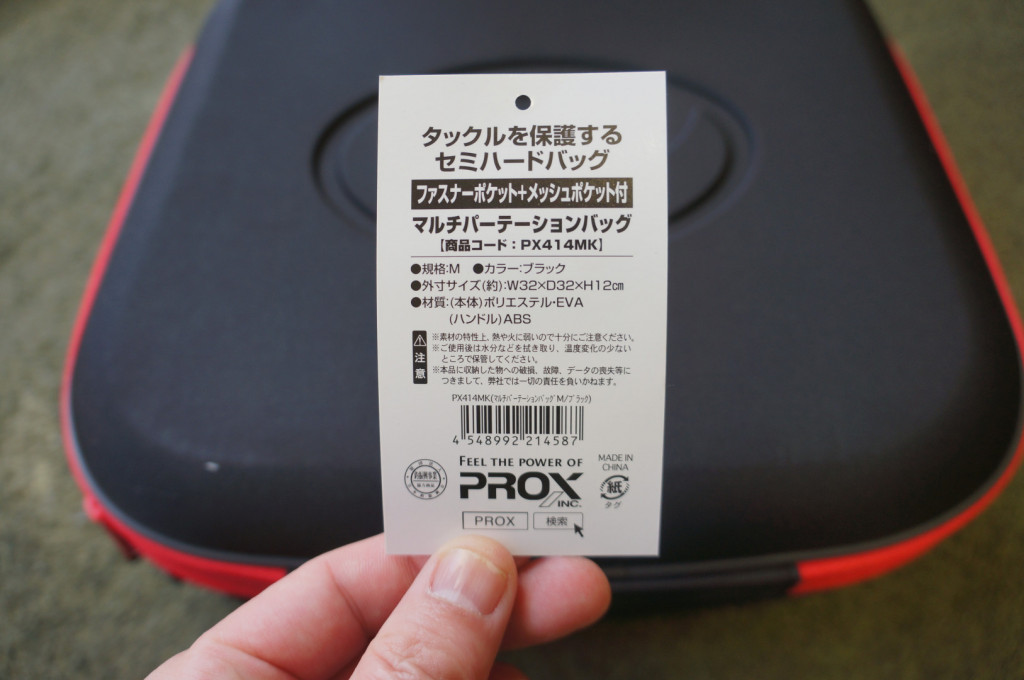 タックルを保護する
セミハードバッグ
ファスナーポケット+メッシュポケット付
マルチパーテーションバッグ
【商品コード：PX414MK】
●規格:M ●カラー:ブラック
●外寸サイズ(約):W32×D32×H12㎝
●材質:(本体)ポリエステル・EVA
(ハンドル)ABS
注意
※素材の特性上、熱や火に弱いので十分にご注意ください。
※ご使用後は水分などを拭き取り、温度変化の少ない
ところで保管してください。
※本品に収納した物への破損、故障、データの喪失等に
つきまして、弊社では一切の責任を負いかねます。
PX414MK(マルチパーテーションバッグ M/ブラック)
4 548992 214587
FEEL THE POWER OF
PROX
INC.
MADE IN
CHINA
紙
タグ
PROX 検索